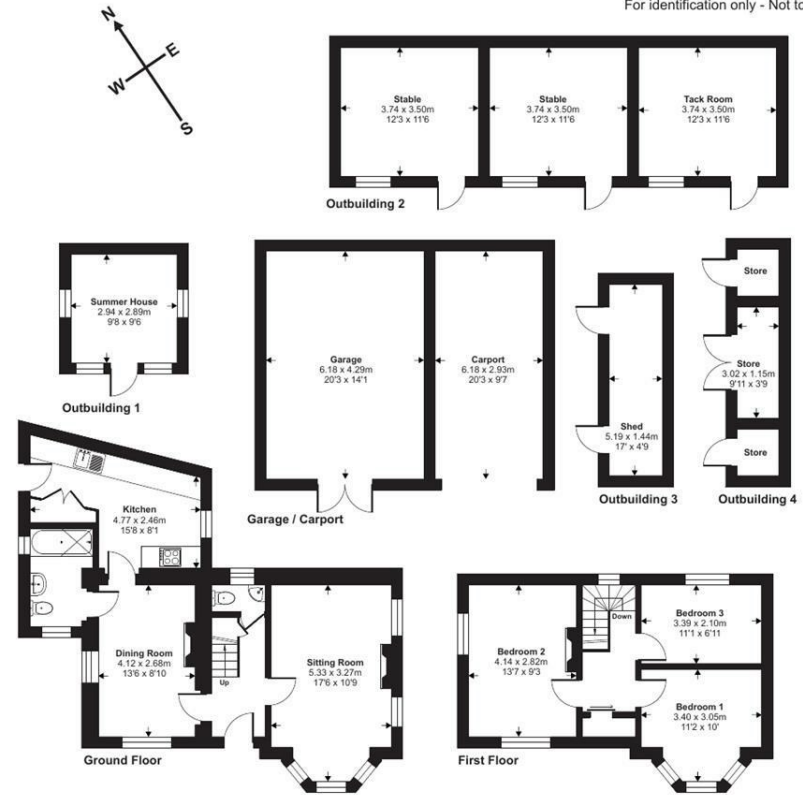 For identification only - Not to
N
E
W
S
Stable
3.74 x 3.50m
12'3 x 11'6
Stable
3.74 x 3.50m
12'3 x 11'6
Tack Room
3.74 x 3.50m
12'3 x 11'6
Outbuilding 2
Summer House
2.94 x 2.89m
9'8 x 9'6
Outbuilding 1
Garage
6.18 x 4.29m
20'3 x 14'1
Carport
6.18 x 2.93m
20'3 x 9'7
Garage / Carport
Shed
5.19 x 1.44m
17' x 4'9
Outbuilding 3
Store
Store
3.02 x 1.15m
9'11 x 3'9
Store
Outbuilding 4
Kitchen
4.77 x 2.46m
15'8 x 8'1
Dining Room
4.12 x 2.68m
13'6 x 8'10
Up
Sitting Room
5.33 x 3.27m
17'6 x 10'9
Ground Floor
Bedroom 2
4.14 x 2.82m
13'7 x 9'3
Down
Bedroom 3
3.39 x 2.10m
11'1 x 6'11
Bedroom 1
3.40 x 3.05m
11'2 x 10'
First Floor